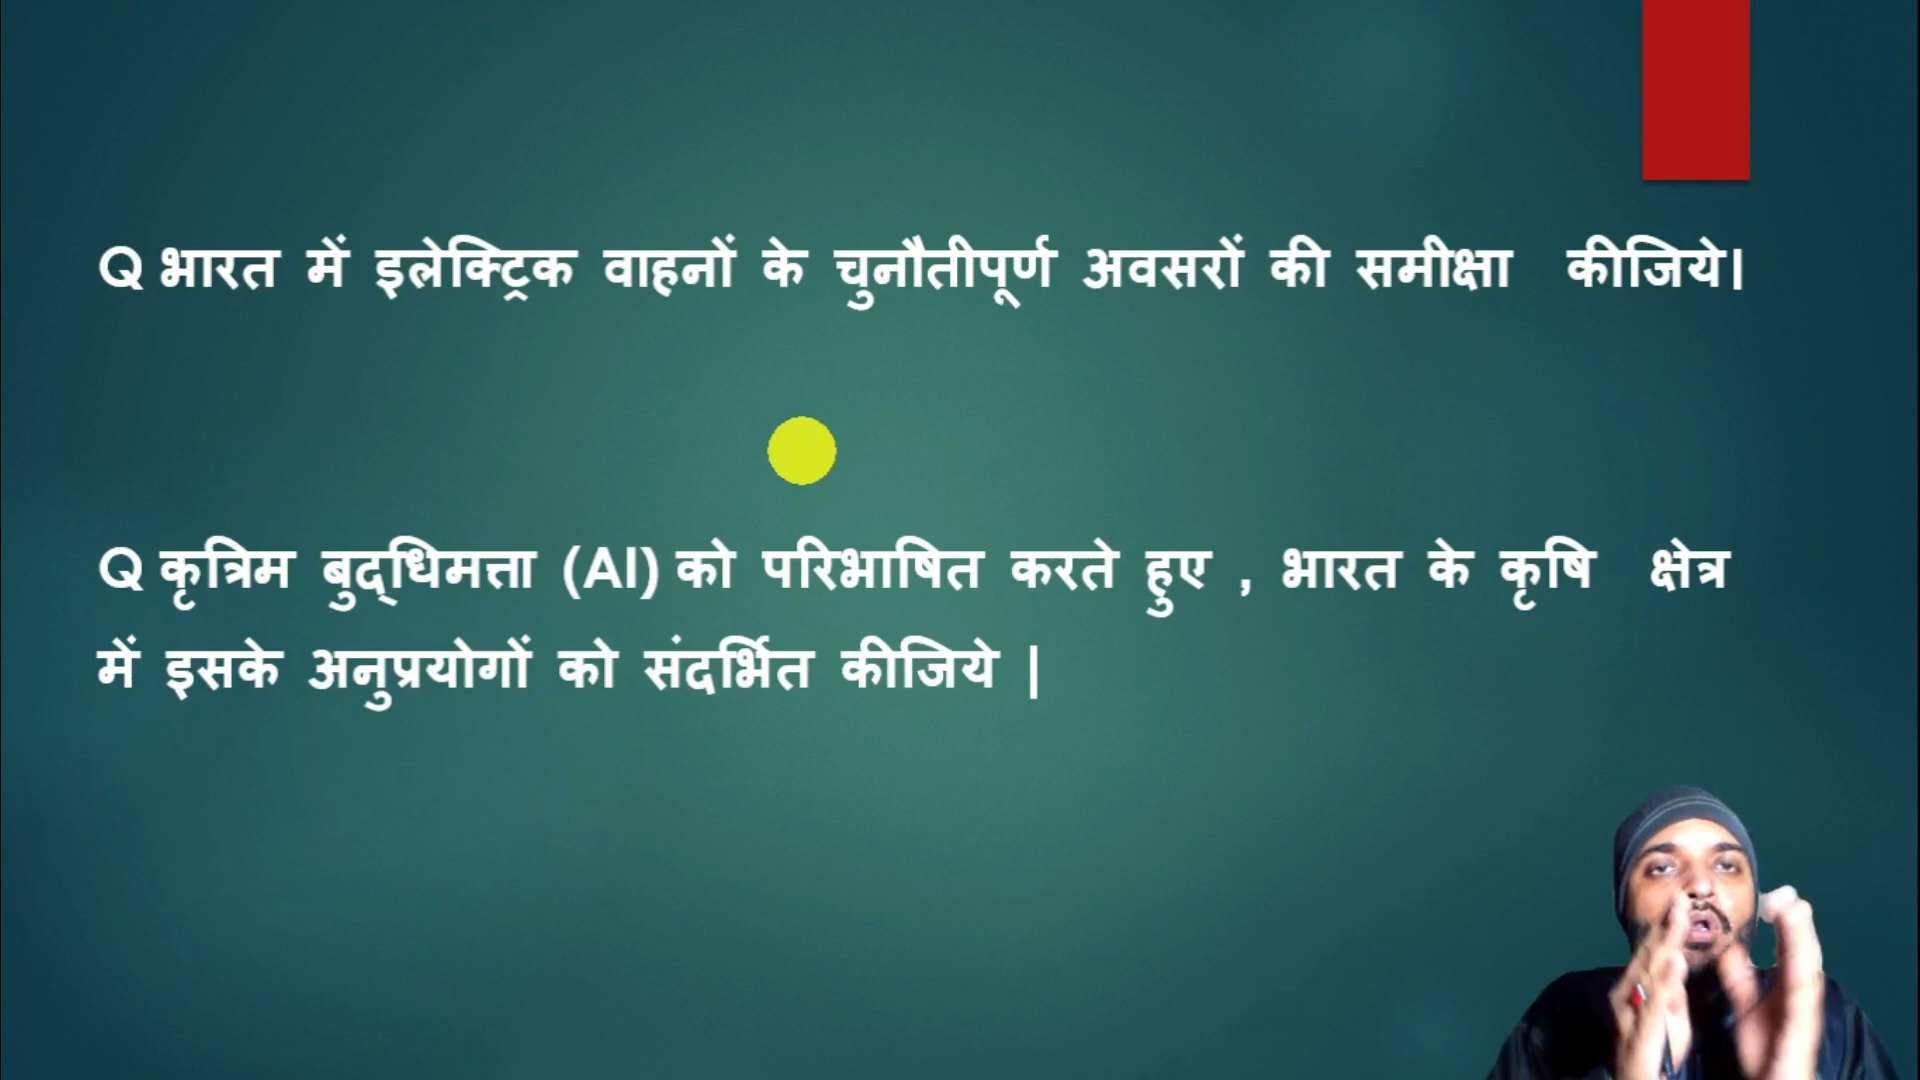 Q भारत में इलेक्ट्रिक वाहनों के चुनौतीपूर्ण अवसरों की समीक्षा कीजिये।
Q कृत्रिम बुद्धिमत्ता (AI) को परिभाषित करते हुए , भारत के कृषि क्षेत्र
में इसके अनुप्रयोगों को संदर्भित कीजिये |